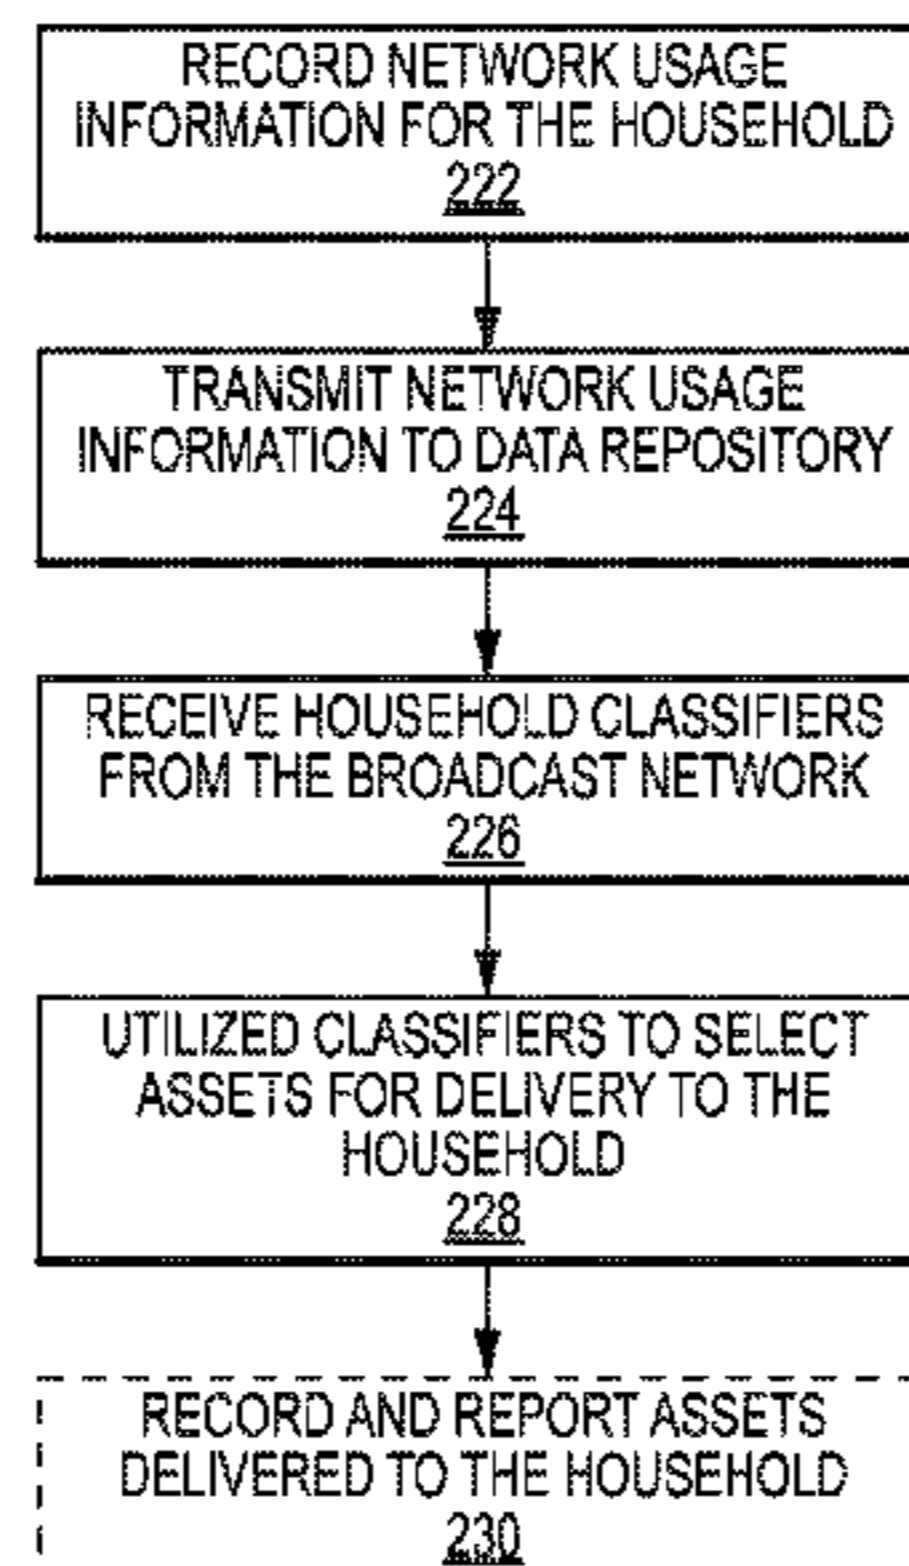 RECORD NETWORK USAGE
INFORMATION FOR THE HOUSEHOLD
222
TRANSMIT NETWORK USAGE
INFORMATION TO DATA REPOSITORY
224
RECEIVE HOUSEHOLD CLASSIFIERS
FROM THE BROADCAST NETWORK
226
UTILIZED CLASSIFIERS TO SELECT
ASSETS FOR DELIVERY TO THE
HOUSEHOLD
228
RECORD AND REPORT ASSETS
DELIVERED TO THE HOUSEHOLD
230